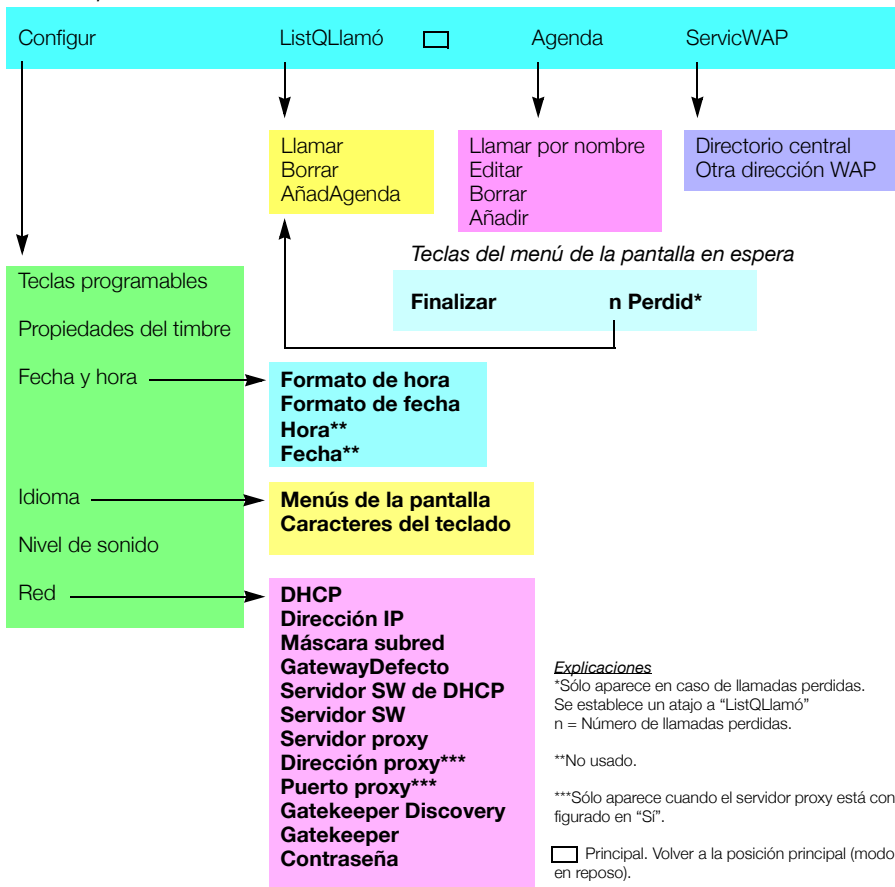 Configur ListQLlamó Agenda ServicWAP
Llamar
Borrar
AñadAgenda
Llamar por nombre
Editar
Borrar
Añadir
Directorio central
Otra dirección WAP
Teclas del menú de la pantalla en espera
Finalizar n Perdid*
Teclas programables
Propiedades del timbre
Fecha y hora
Idioma
Nivel de sonido
Red
Formato de hora
Formato de fecha
Hora**
Fecha**
Menús de la pantalla
Caracteres del teclado
DHCP
Dirección IP
Máscara subred
GatewayDefecto
Servidor SW de DHCP
Servidor SW
Servidor proxy
Dirección proxy***
Puerto proxy***
Gatekeeper Discovery
Gatekeeper
Contraseña
Explicaciones
*Sólo aparece en caso de llamadas perdidas.
Se establece un atajo a “ListQLlamó”
n = Número de llamadas perdidas.
**No usado.
***Sólo aparece cuando el servidor proxy está con
figurado en “Sí”.
Principal. Volver a la posición principal (modo
en reposo).